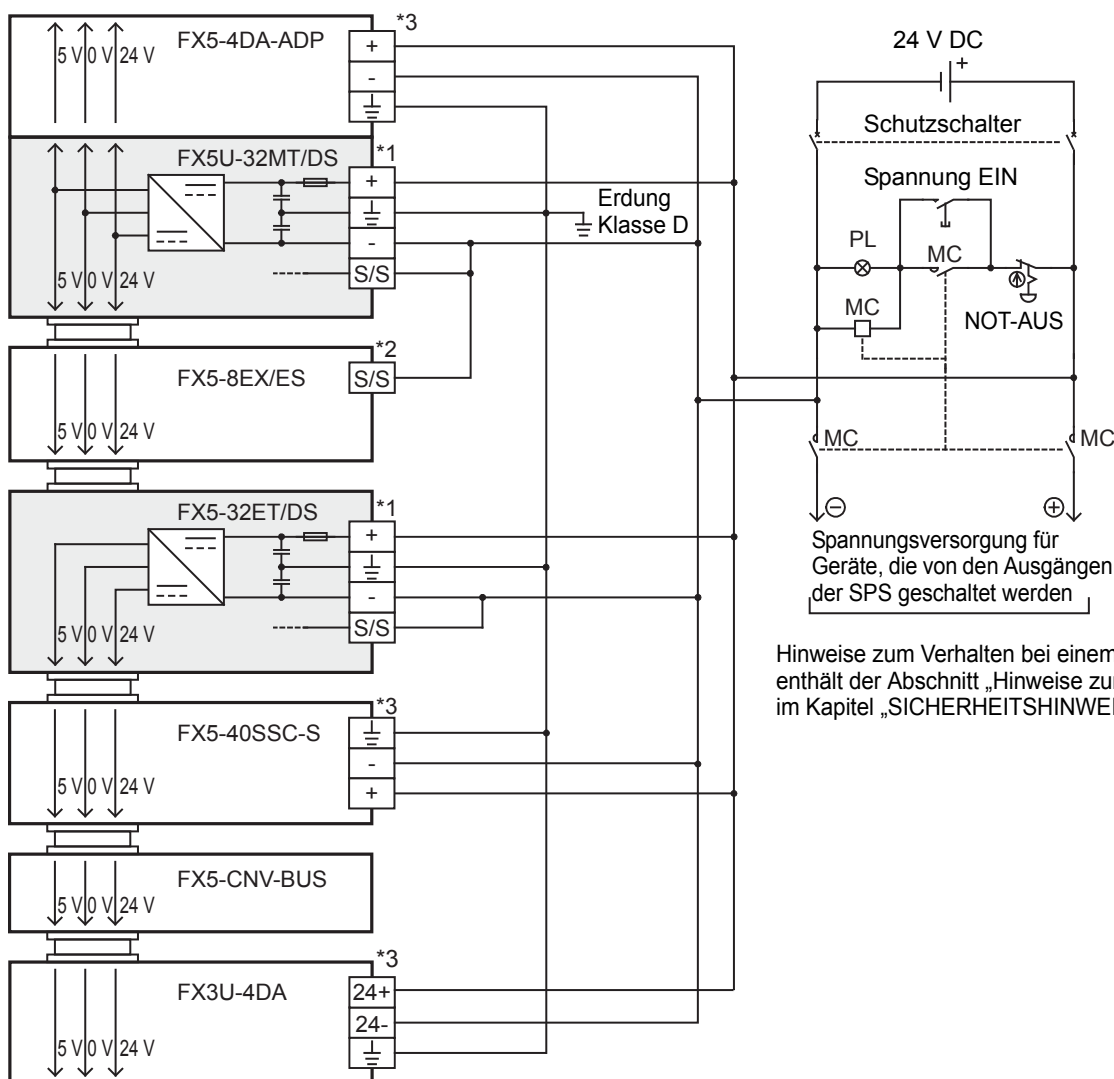 FX5-4DA-ADP
*3
5 V 0 V 24 V
+
-
FX5U-32MT/DS
*1
+
-
S/S
5 V 0 V 24 V
Erdung
Klasse D
FX5-8EX/ES
*2
S/S
5 V 0 V 24 V
FX5-32ET/DS
*1
+
-
S/S
5 V 0 V 24 V
FX5-40SSC-S
*3
-
+
5 V 0 V 24 V
FX5-CNV-BUS
5 V 0 V 24 V
FX3U-4DA
*3
24+
24-
5 V 0 V 24 V
24 V DC
+
Schutzschalter
Spannung EIN
PL
MC
MC
NOT-AUS
MC
MC
Spannungsversorgung für
Geräte, die von den Ausgängen
der SPS geschaltet werden
Hinweise zum Verhalten bei einem
enthält der Abschnitt „Hinweise zur
im Kapitel „SICHERHEITSHINWEI